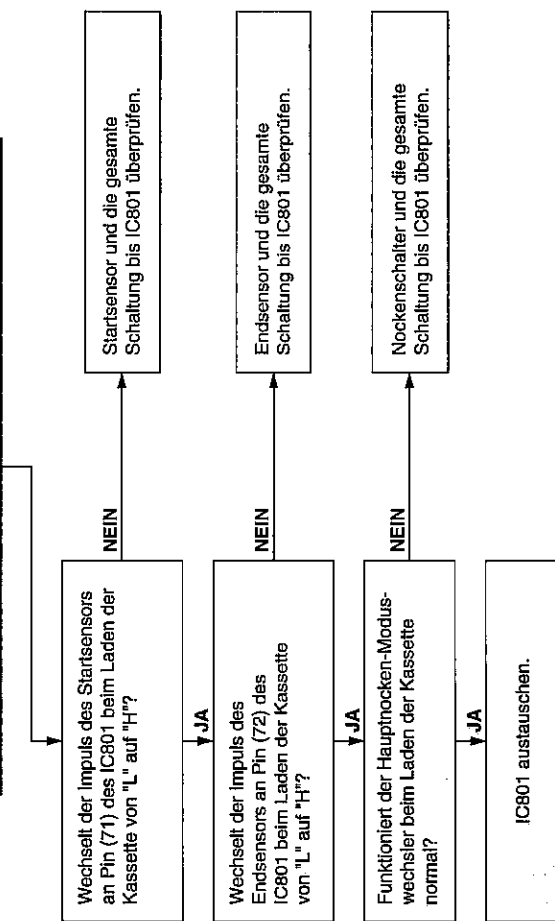 Wechselt der Impuls des Startsensors
an Pin (71) des IC801 beim Laden der
Kassette von "L" auf "H"?
NEIN
Startsensor und die gesamte
Schaltung bis IC801 überprüfen.
JA
Wechselt der Impuls des
Endsensors an Pin (72) des
IC801 beim Laden der Kassette
von "L" auf "H"?
NEIN
Endsensor und die gesamte
Schaltung bis IC801 überprüfen.
JA
Funktioniert der Hauptnocken-Modus-
wechsler beim Laden der Kassette
normal?
NEIN
Nockenschalter und die gesamte
Schaltung bis IC801 überprüfen.
JA
IC801 austauschen.